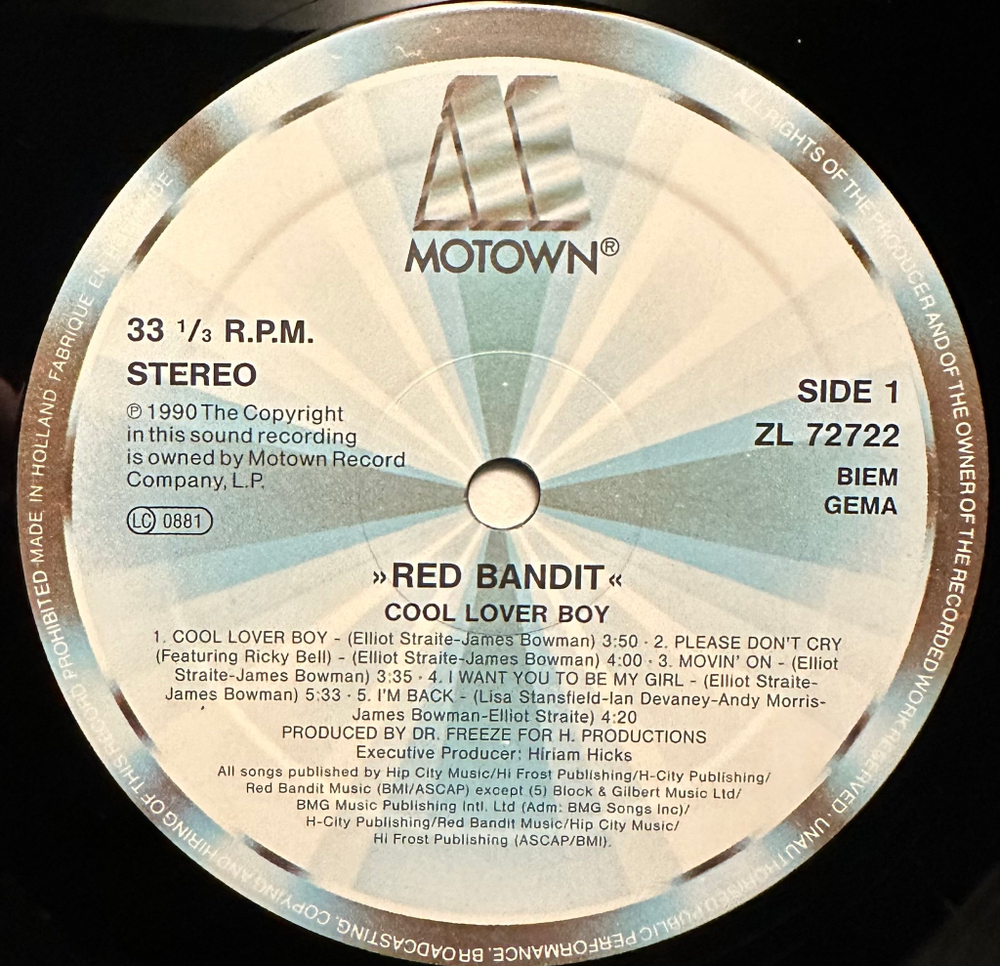 MOTOWN®
33 1/3 R.P.M.
STEREO
℗ 1990 The Copyright
in this sound recording
is owned by Motown Record
Company, L.P.
LC 0881
SIDE 1
ZL 72722
BIEM
GEMA
»RED BANDIT«
COOL LOVER BOY
1. COOL LOVER BOY - (Elliot Straite-James Bowman) 3:50 · 2. PLEASE DON'T CRY
(Featuring Ricky Bell) - (Elliot Straite-James Bowman) 4:00 · 3. MOVIN' ON - (Elliot
Straite-James Bowman) 3:35 · 4. I WANT YOU TO BE MY GIRL - (Elliot Straite-
James Bowman) 5:33 · 5. I'M BACK - (Lisa Stansfield-Ian Devaney-Andy Morris-
James Bowman-Elliot Straite) 4:20
PRODUCED BY DR. FREEZE FOR H. PRODUCTIONS
Executive Producer: Hiriam Hicks
All songs published by Hip City Music/Hi Frost Publishing/H-City Publishing/
Red Bandit Music (BMI/ASCAP) except (5) Block & Gilbert Music Ltd/
BMG Music Publishing Intl. Ltd (Adm: BMG Songs Inc)/
H-City Publishing/Red Bandit Music/Hip City Music/
Hi Frost Publishing (ASCAP/BMI).
ALL RIGHTS OF THE PRODUCER AND OF THE OWNER OF THE RECORDED WORK RESERVED · UNAUTHORISED PUBLIC PERFORMANCE, BROADCASTING, COPYING AND HIRING OF THIS RECORD PROHIBITED · MADE IN HOLLAND FABRIQUE EN